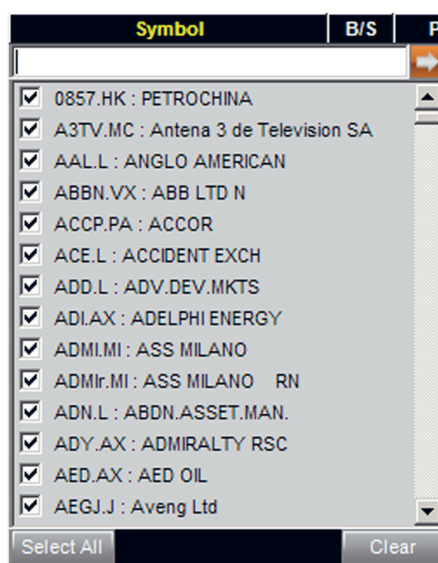 Symbol B/S P
0857.HK : PETROCHINA
A3TV.MC : Antena 3 de Television SA
AAL.L : ANGLO AMERICAN
ABBN.VX : ABB LTD N
ACCP.PA : ACCOR
ACE.L : ACCIDENT EXCH
ADD.L : ADV.DEV.MKTS
ADI.AX : ADELPHI ENERGY
ADMI.MI : ASS MILANO
ADMIr.MI : ASS MILANO RN
ADN.L : ABDN.ASSET.MAN.
ADY.AX : ADMIRALTY RSC
AED.AX : AED OIL
AEGJ.J : Aveng Ltd
Select All Clear